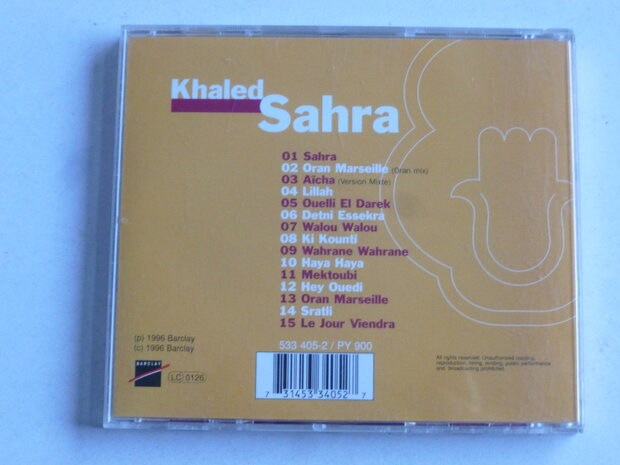 Khaled
Sahra
01 Sahra
02 Oran Marseille (Oran mix)
03 Aïcha (Version Mixte)
04 Lillah
05 Ouelli El Darek
06 Detni Essekra
07 Walou Walou
08 Ki Kounti
09 Wahrane Wahrane
10 Haya Haya
11 Mektoubi
12 Hey Ouedi
13 Oran Marseille
14 Sratli
15 Le Jour Viendra
(p) 1996 Barclay
(c) 1996 Barclay
BARCLAY
LC 0126
533 405-2 / PY 900
7 31453 34052 7
All rights reserved. Unauthorized copying,
reproduction, hiring, lending, public performance
and broadcasting prohibited.